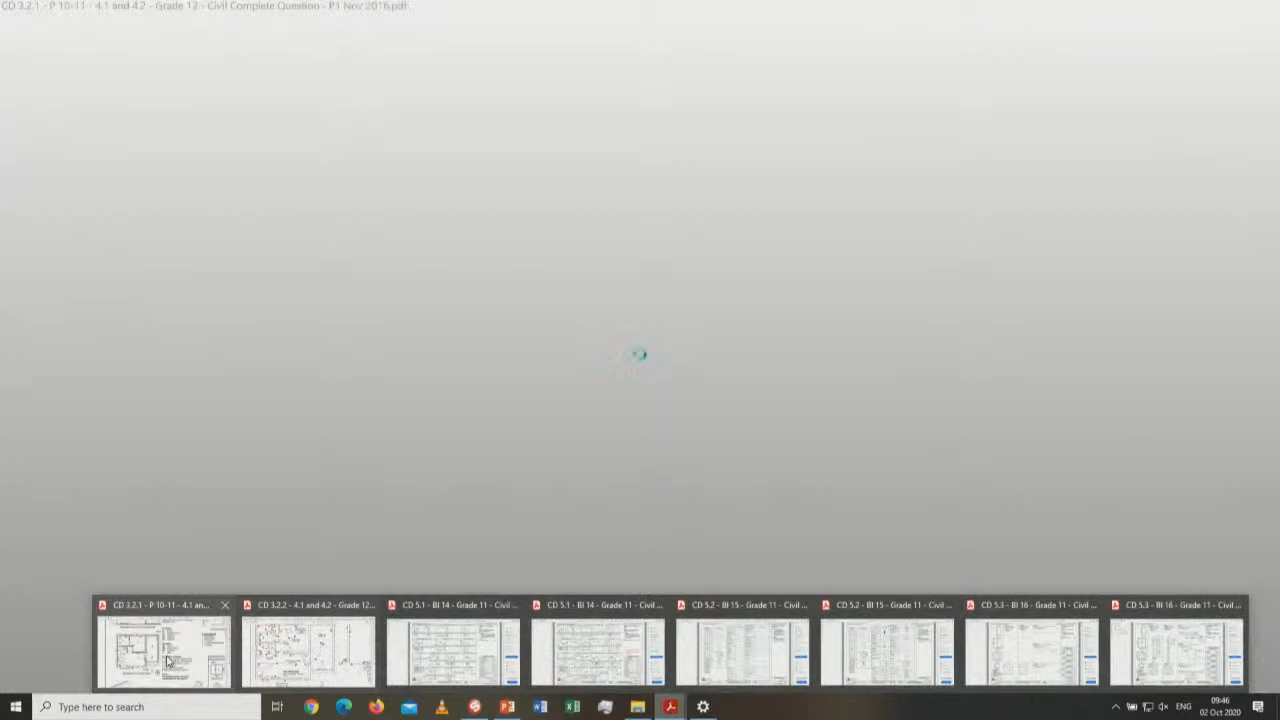 CD 3.2.1 - P 10-11 - 4.1 and 4.2 - Grade 12 - Civil Complete Question - P1 Nov 2016.pdf
CD 3.2.1 - P 10-11 - 4.1 an...
CD 3.2.2 - 4.1 and 4.2 - Grade 12...
CD 5.1 - BI 14 - Grade 11 - Civil ...
CD 5.1 - BI 14 - Grade 11 - Civil ...
CD 5.2 - BI 15 - Grade 11 - Civil ...
CD 5.2 - BI 15 - Grade 11 - Civil ...
CD 5.3 - BI 16 - Grade 11 - Civil ...
CD 5.3 - BI 16 - Grade 11 - Civil ...
Type here to search
ENG
09:46
02 Oct 2020